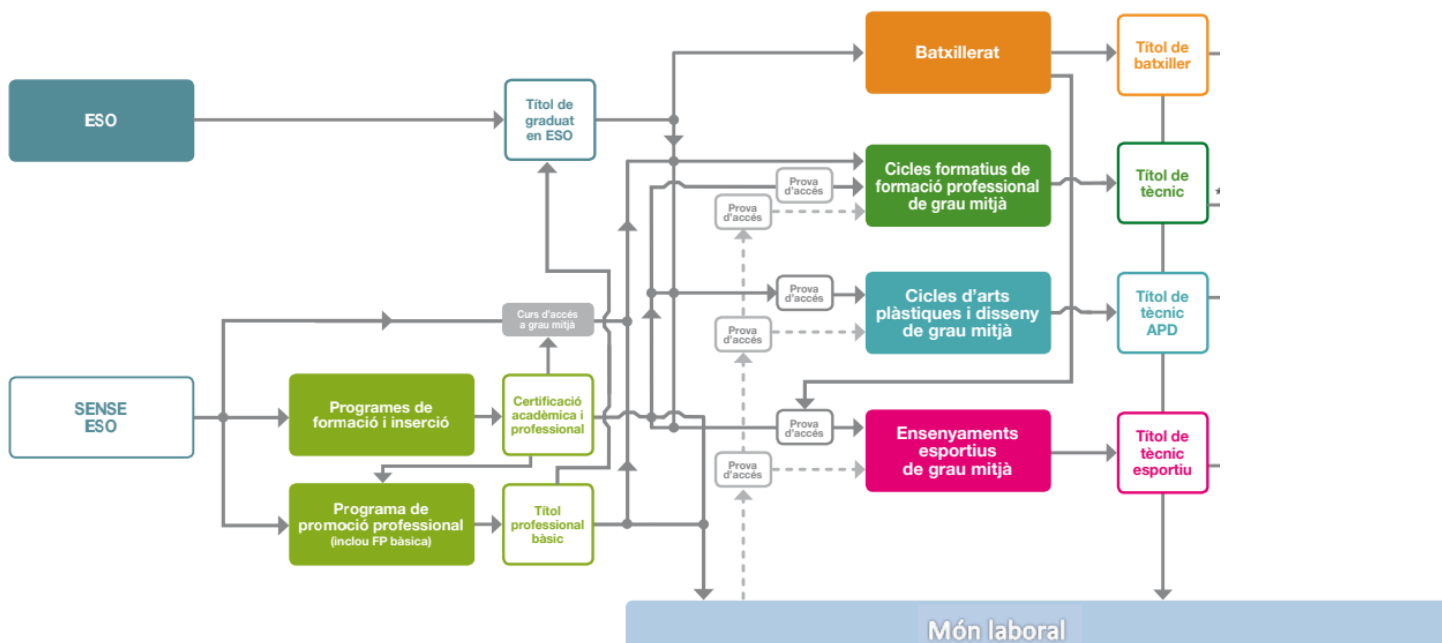 Batxillerat
Títol de
batxiller
ESO
Títol de
graduat
en ESO
Cicles formatius de
formació professional
de grau mitjà
Prova
d'accés
Prova
d'accés
Títol de
tècnic
*
Curs d'accés
a grau mitjà
Prova
d'accés
Prova
d'accés
Cicles d'arts
plàstiques i disseny
de grau mitjà
Títol de
tècnic
APD
SENSE
ESO
Programes de
formació i inserció
Certificació
acadèmica i
professional
Prova
d'accés
Prova
d'accés
Ensenyaments
esportius
de grau mitjà
Títol de
tècnic
esportiu
Programa de
promoció professional
(inclou FP bàsica)
Títol
professional
bàsic
Món laboral